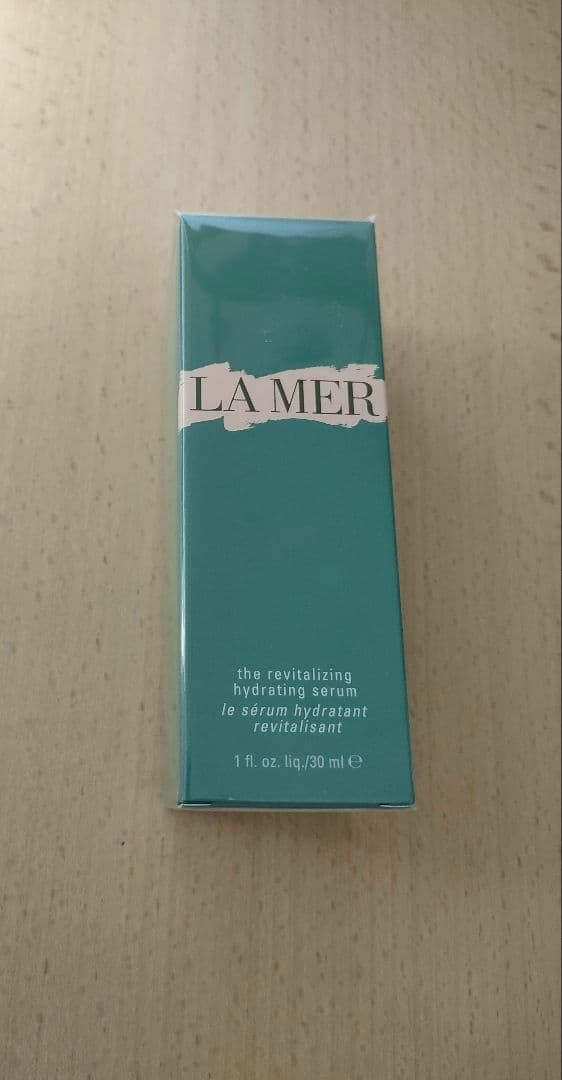 LA MER
the revitalizing
hydrating serum
le sérum hydratant
revitalisant
1 fl. oz. liq./30 ml ℮